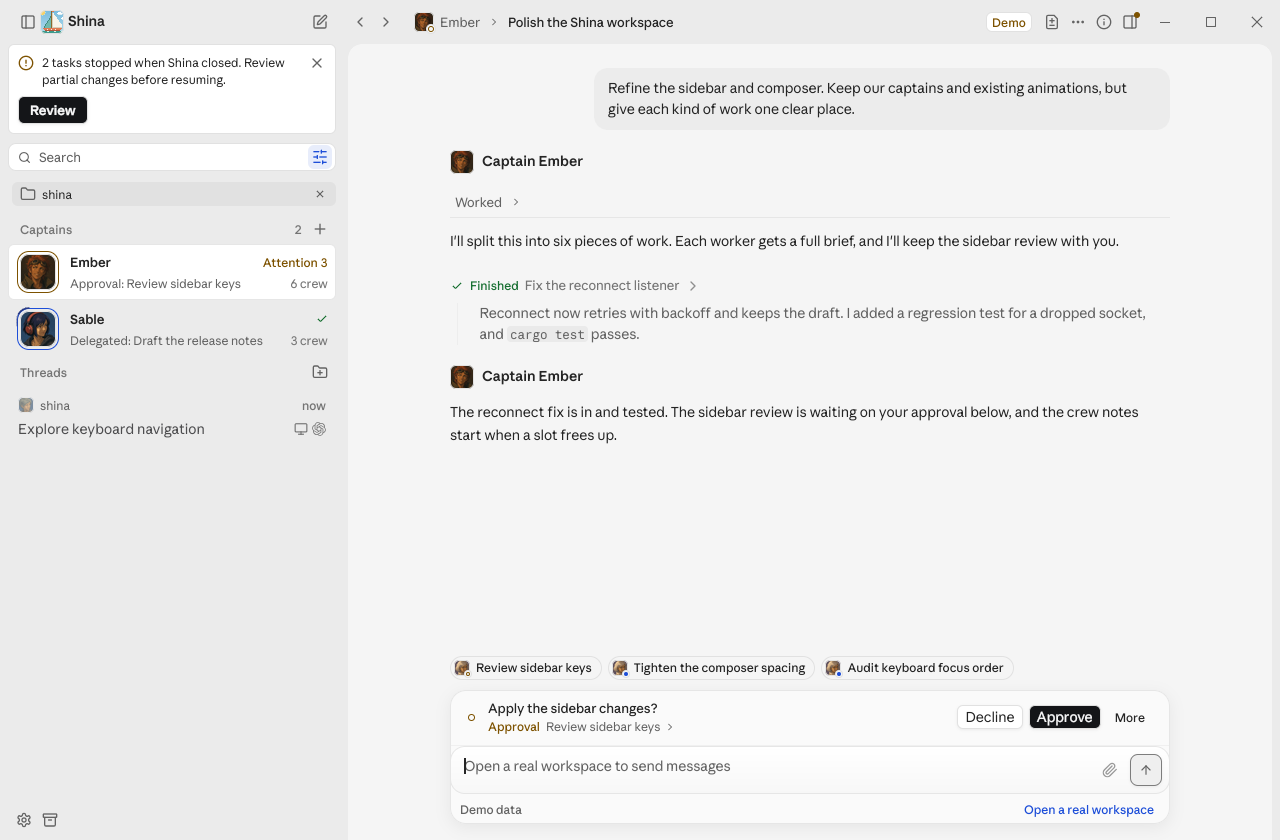 Shina
2 tasks stopped when Shina closed. Review
partial changes before resuming.
Review
Search
shina
Captains 2
Ember Attention 3
Approval: Review sidebar keys 6 crew
Sable
Delegated: Draft the release notes 3 crew
Threads
shina now
Explore keyboard navigation
Ember Polish the Shina workspace
Demo
Refine the sidebar and composer. Keep our captains and existing animations, but
give each kind of work one clear place.
Captain Ember
Worked
I'll split this into six pieces of work. Each worker gets a full brief, and I'll keep the sidebar review with you.
Finished Fix the reconnect listener
Reconnect now retries with backoff and keeps the draft. I added a regression test for a dropped socket,
and cargo test passes.
Captain Ember
The reconnect fix is in and tested. The sidebar review is waiting on your approval below, and the crew notes
start when a slot frees up.
Review sidebar keys Tighten the composer spacing Audit keyboard focus order
Apply the sidebar changes?
Approval Review sidebar keys
Decline Approve More
Open a real workspace to send messages
Demo data Open a real workspace